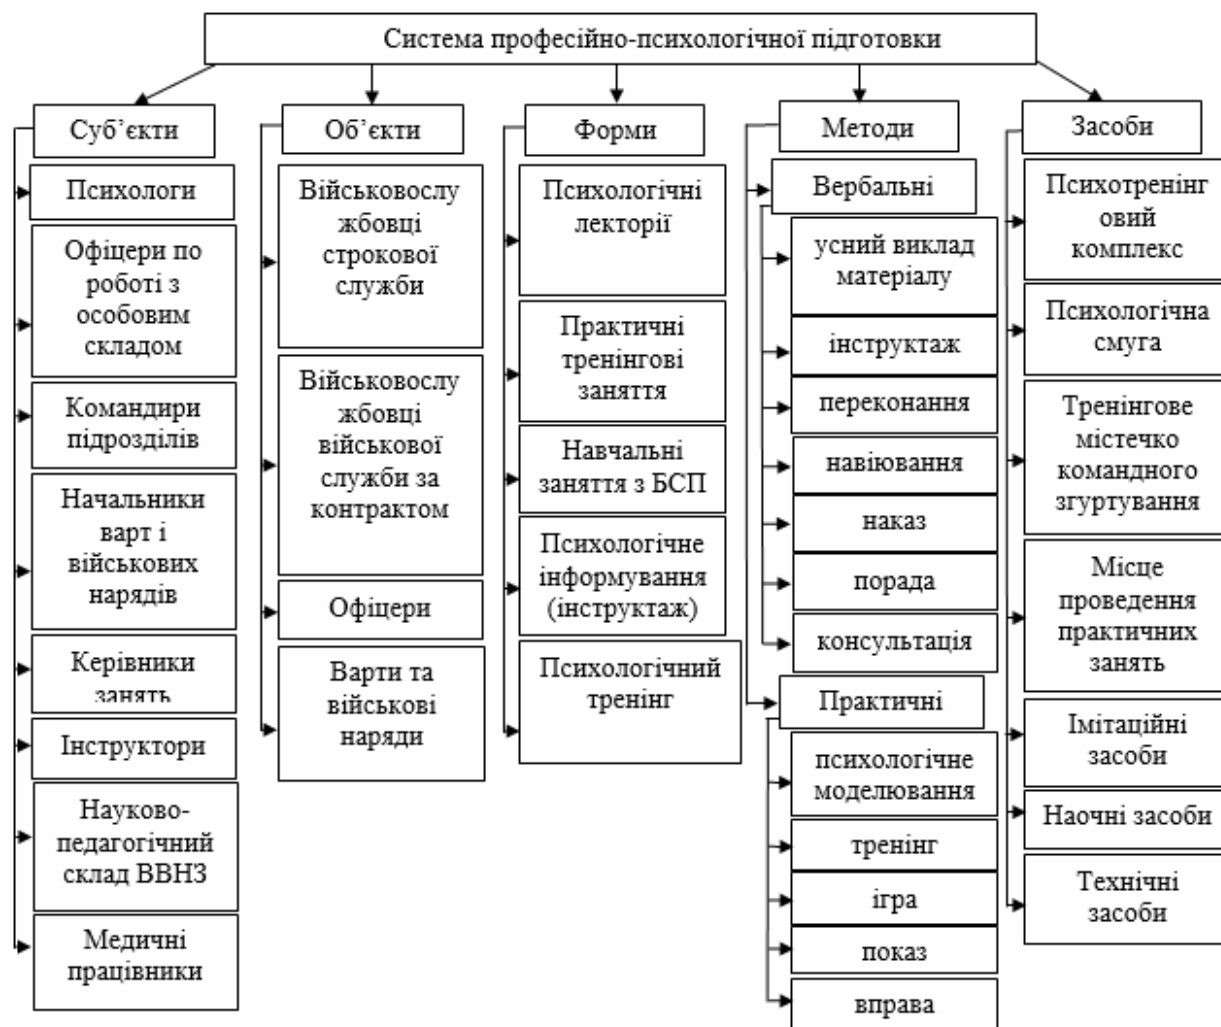 Система професійно-психологічної підготовки
Суб’єкти
Психологи
Офіцери по
роботі з
особовим
складом
Командири
підрозділів
Начальники
варт і
військових
нарядів
Керівники
занять
Інструктори
Науково-
педагогічний
склад ВВНЗ
Медичні
працівники
Об’єкти
Військовослу
жбовці
строкової
служби
Військовослу
жбовці
військової
служби за
контрактом
Офіцери
Варти та
військові
наряди
Форми
Психологічні
лекторії
Практичні
тренінгові
заняття
Навчальні
заняття з БСП
Психологічне
інформування
(інструктаж)
Психологічний
тренінг
Методи
Вербальні
усний виклад
матеріалу
інструктаж
переконання
навіювання
наказ
порада
консультація
Практичні
психологічне
моделювання
тренінг
ігра
показ
вправа
Засоби
Психотренінг
овий
комплекс
Психологічна
смуга
Тренінгове
містечко
командного
згуртування
Місце
проведення
практичних
занять
Імітаційні
засоби
Наочні засоби
Технічні
засоби